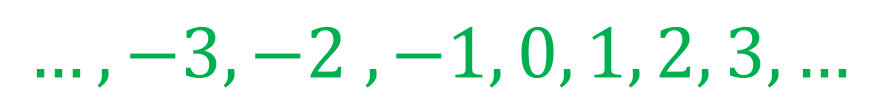 … , −3, −2 , −1, 0, 1, 2, 3, …